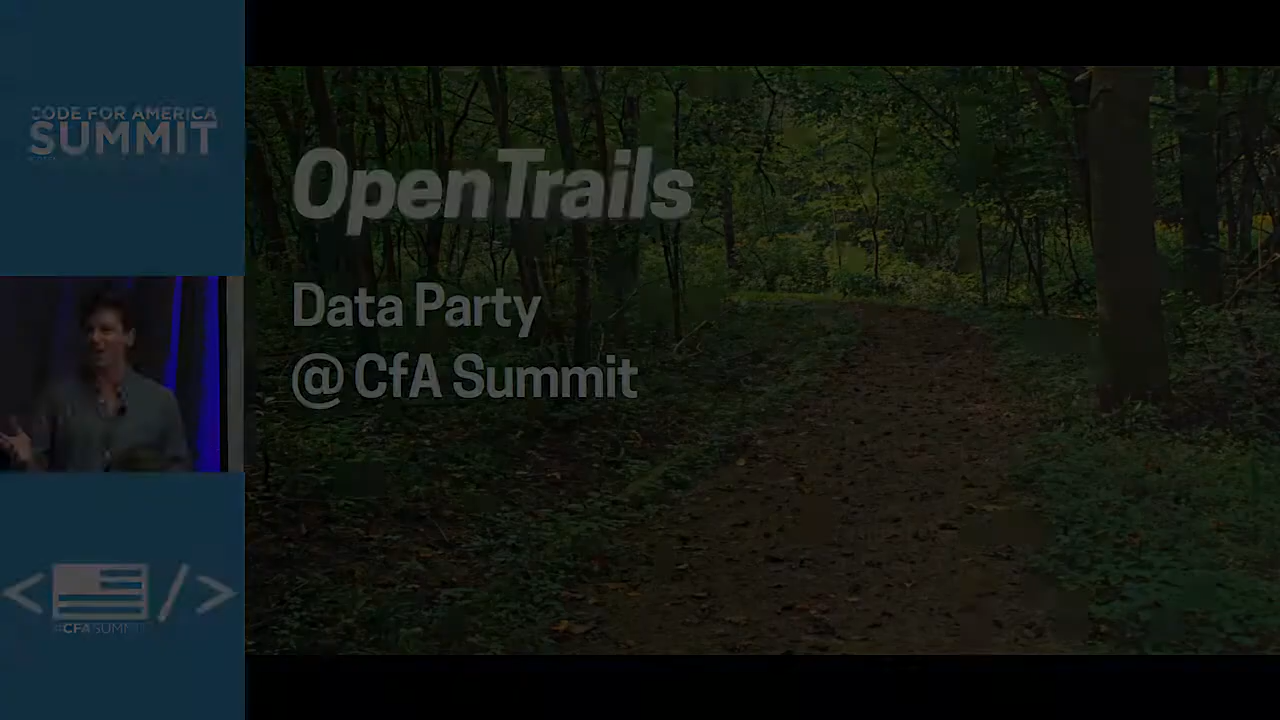 CODE FOR AMERICA
SUMMIT
OpenTrails
Data Party
@ CfA Summit
#CFASUMMIT